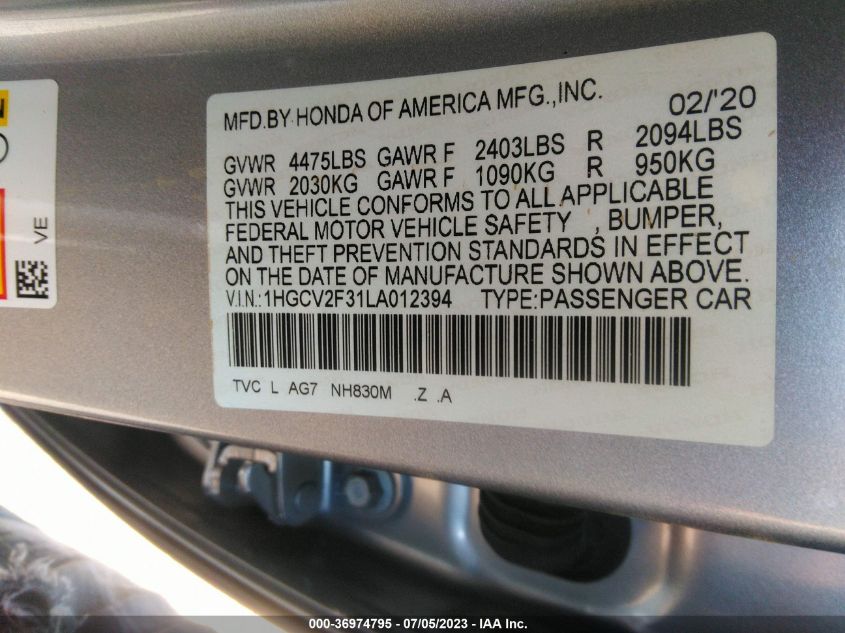 MFD.BY HONDA OF AMERICA MFG.,INC. 02/'20
GVWR 4475LBS GAWR F 2403LBS R 2094LBS
GVWR 2030KG GAWR F 1090KG R 950KG
THIS VEHICLE CONFORMS TO ALL APPLICABLE
FEDERAL MOTOR VEHICLE SAFETY , BUMPER,
AND THEFT PREVENTION STANDARDS IN EFFECT
ON THE DATE OF MANUFACTURE SHOWN ABOVE.
V.I.N.:1HGCV2F31LA012394 TYPE:PASSENGER CAR
TVC L AG7 NH830M .Z .A
N
VE
000-36974795 - 07/05/2023 - IAA Inc.